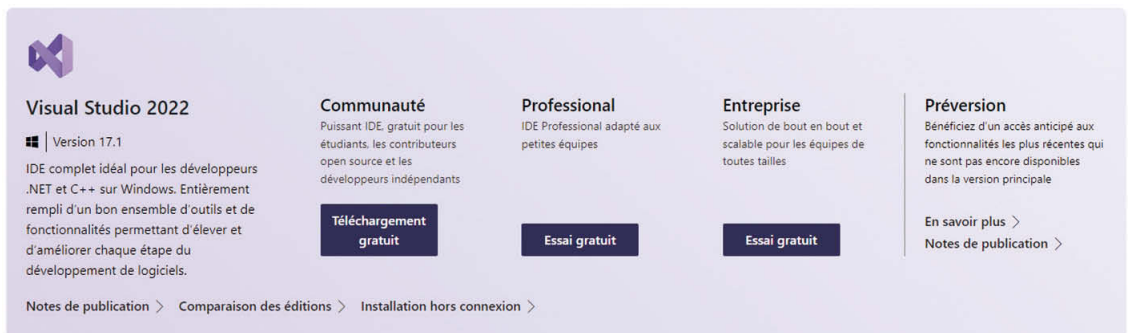 Visual Studio 2022
Version 17.1
IDE complet idéal pour les développeurs
.NET et C++ sur Windows. Entièrement
rempli d'un bon ensemble d'outils et de
fonctionnalités permettant d'élever et
d'améliorer chaque étape du
développement de logiciels.
Communauté
Puissant IDE, gratuit pour les
étudiants, les contributeurs
open source et les
développeurs indépendants
Téléchargement
gratuit
Professional
IDE Professional adapté aux
petites équipes
Essai gratuit
Entreprise
Solution de bout en bout et
scalable pour les équipes de
toutes tailles
Essai gratuit
Préversion
Bénéficiez d'un accès anticipé aux
fonctionnalités les plus récentes qui
ne sont pas encore disponibles
dans la version principale
En savoir plus >
Notes de publication >
Notes de publication > Comparaison des éditions > Installation hors connexion >